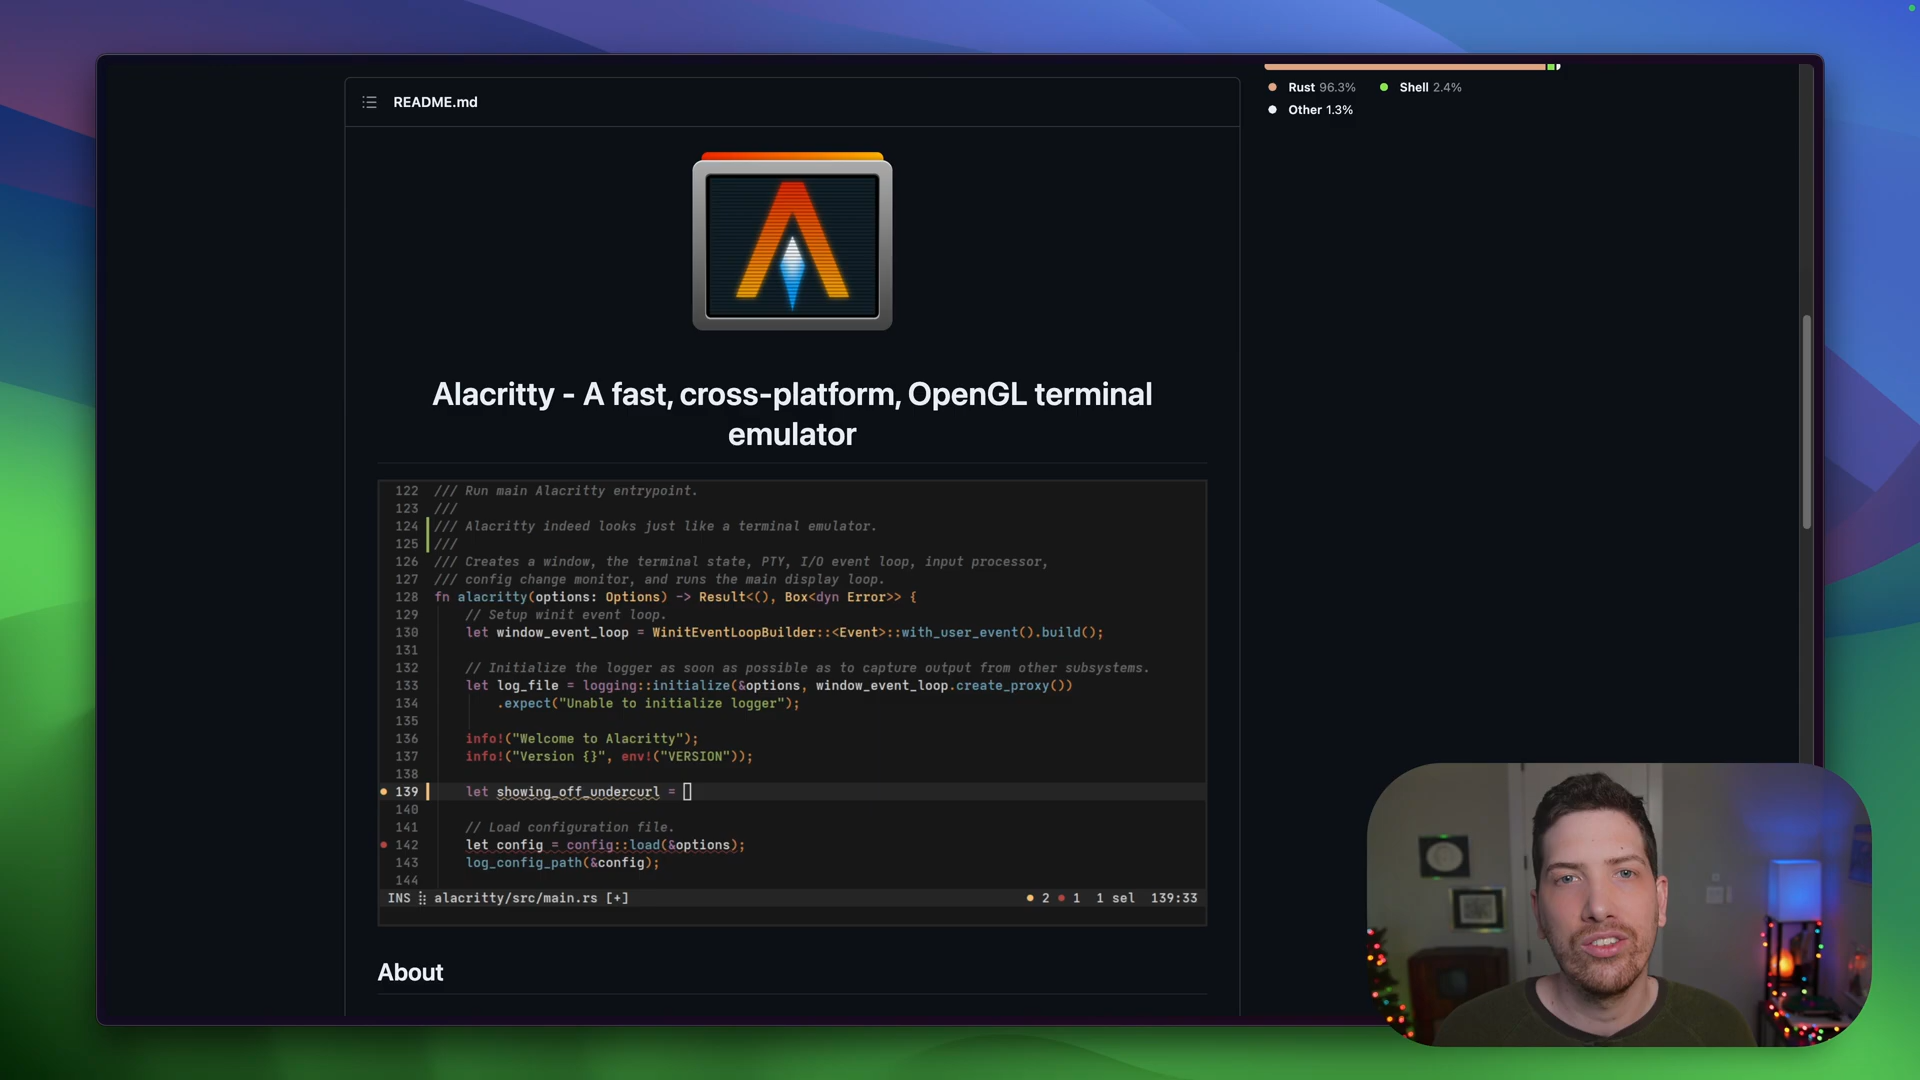 README.md
Rust 96.3%
Shell 2.4%
Other 1.3%
Alacritty - A fast, cross-platform, OpenGL terminal
emulator
122 /// Run main Alacritty entrypoint.
123 ///
124 /// Alacritty indeed looks just like a terminal emulator.
125 ///
126 /// Creates a window, the terminal state, PTY, I/O event loop, input processor,
127 /// config change monitor, and runs the main display loop.
128 fn alacritty(options: Options) -> Result<(), Box<dyn Error>> {
129 // Setup winit event loop.
130 let window_event_loop = WinitEventLoopBuilder::<Event>::with_user_event().build();
131
132 // Initialize the logger as soon as possible as to capture output from other subsystems.
133 let log_file = logging::initialize(&options, window_event_loop.create_proxy())
134 .expect("Unable to initialize logger");
135
136 info!("Welcome to Alacritty");
137 info!("Version {}", env!("VERSION"));
138
139 let showing_off_undercurl =
140
141 // Load configuration file.
142 let config = config::load(&options);
143 log_config_path(&config);
144
INS alacritty/src/main.rs [+] 2 1 1 sel 139:33
About